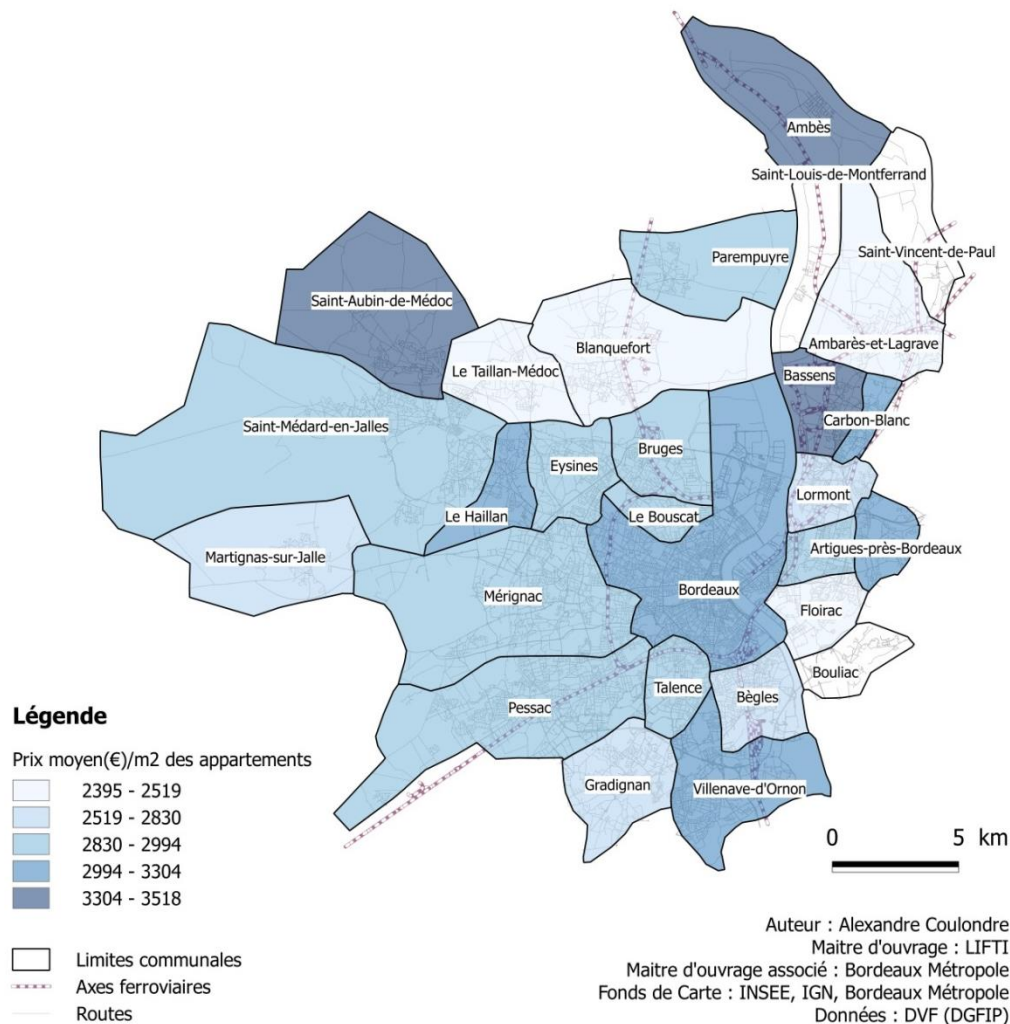 Ambès
Saint-Louis-de-Montferrand
Saint-Vincent-de-Paul
Parempuyre
Saint-Aubin-de-Médoc
Blanquefort
Ambarès-et-Lagrave
Le Taillan-Médoc
Bassens
Carbon-Blanc
Saint-Médard-en-Jalles
Bruges
Eysines
Lormont
Le Haillan
Le Bouscat
Artigues-près-Bordeaux
Martignas-sur-Jalle
Mérignac
Bordeaux
Floirac
Bouliac
Talence
Bègles
Pessac
Gradignan
Villenave-d'Ornon
Légende
Prix moyen(€)/m2 des appartements
2395 - 2519
2519 - 2830
2830 - 2994
2994 - 3304
3304 - 3518
Limites communales
Axes ferroviaires
Routes
0 5 km
Auteur : Alexandre Coulondre
Maitre d'ouvrage : LIFTI
Maitre d'ouvrage associé : Bordeaux Métropole
Fonds de Carte : INSEE, IGN, Bordeaux Métropole
Données : DVF (DGFIP)